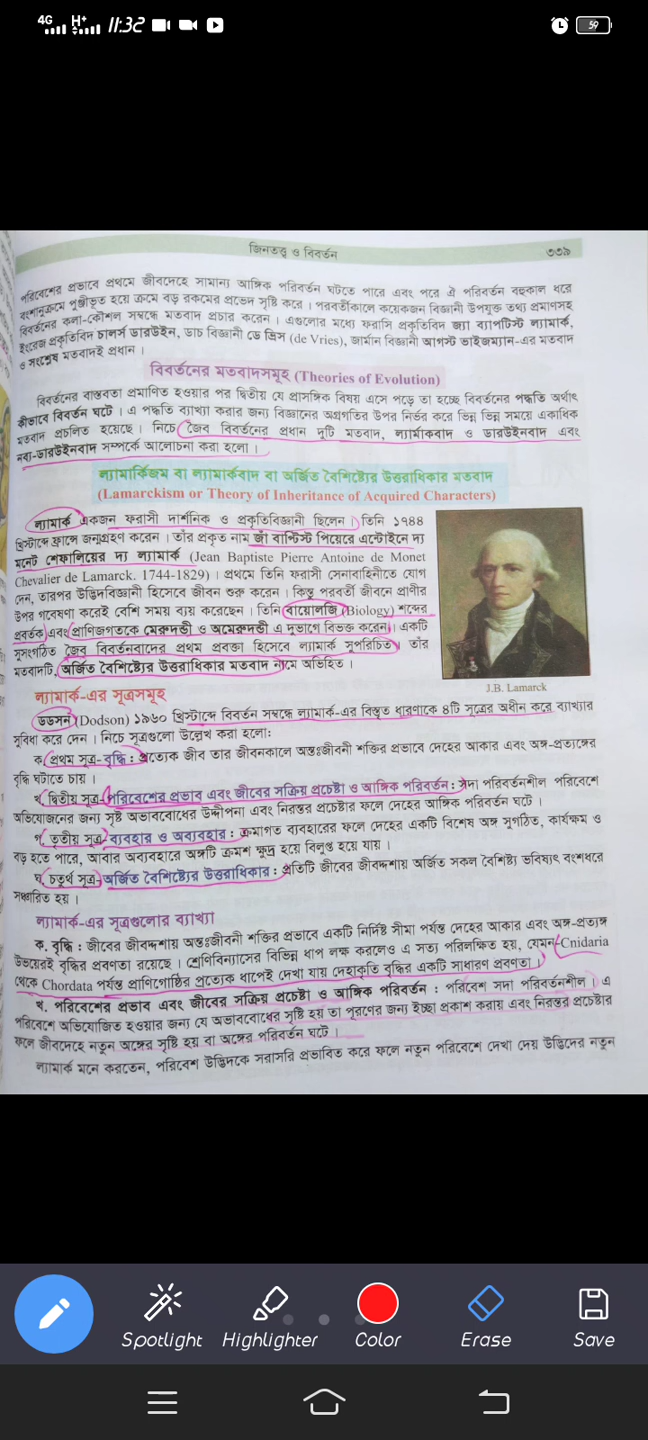 4G H+ 11:32 59
জিনতত্ত্ব ও বিবর্তন ৩৩৯
পরিবেশের প্রভাবে প্রথমে জীবদেহে সামান্য আঙ্গিক পরিবর্তন ঘটতে পারে এবং পরে ঐ পরিবর্তন বহুকাল ধরে
বংশানুক্রমে পুঞ্জীভূত হয়ে ক্রমে বড় রকমের প্রভেদ সৃষ্টি করে। পরবর্তীকালে কয়েকজন বিজ্ঞানী উপযুক্ত তথ্য প্রমাণসহ
বিবর্তনের কলা-কৌশল সম্বন্ধে মতবাদ প্রচার করেন। এগুলোর মধ্যে ফরাসি প্রকৃতিবিদ জ্যা ব্যাপটিস্ট ল্যামার্ক,
ইংরেজ প্রকৃতিবিদ চালর্স ডারউইন, ডাচ বিজ্ঞানী ডে ভ্রিস (de Vries), জার্মান বিজ্ঞানী আগস্ট ভাইজম্যান-এর মতবাদ
ও সংশ্লেষ মতবাদই প্রধান।
বিবর্তনের মতবাদসমূহ (Theories of Evolution)
বিবর্তনের বাস্তবতা প্রমাণিত হওয়ার পর দ্বিতীয় যে প্রাসঙ্গিক বিষয় এসে পড়ে তা হচ্ছে বিবর্তনের পদ্ধতি অর্থাৎ
কীভাবে বিবর্তন ঘটে। এ পদ্ধতি ব্যাখ্যা করার জন্য বিজ্ঞানের অগ্রগতির উপর নির্ভর করে ভিন্ন ভিন্ন সময়ে একাধিক
মতবাদ প্রচলিত হয়েছে। নিচে জৈব বিবর্তনের প্রধান দুটি মতবাদ, ল্যার্মাকবাদ ও ডারউইনবাদ এবং
নব্য-ডারউইনবাদ সম্পর্কে আলোচনা করা হলো।
ল্যামার্কিজম বা ল্যামার্কবাদ বা অর্জিত বৈশিষ্ট্যের উত্তরাধিকার মতবাদ
(Lamarckism or Theory of Inheritance of Acquired Characters)
ল্যামার্ক একজন ফরাসী দার্শনিক ও প্রকৃতিবিজ্ঞানী ছিলেন। তিনি ১৭৪৪
খ্রিস্টাব্দে ফ্রান্সে জন্মগ্রহণ করেন। তাঁর প্রকৃত নাম জাঁ বাপ্টিস্ট পিয়েরে এন্টোইনে দ্য
মনেট শেফালিয়ের দ্য ল্যামার্ক (Jean Baptiste Pierre Antoine de Monet
Chevalier de Lamarck. 1744-1829)। প্রথমে তিনি ফরাসী সেনাবাহিনীতে যোগ
দেন, তারপর উদ্ভিদবিজ্ঞানী হিসেবে জীবন শুরু করেন। কিন্তু পরবর্তী জীবনে প্রাণীর
উপর গবেষণা করেই বেশি সময় ব্যয় করেছেন। তিনি বায়োলজি (Biology) শব্দের
প্রবর্তক এবং প্রাণিজগতকে মেরুদন্ডী ও অমেরুদন্ডী এ দুভাগে বিভক্ত করেন। একটি
সুসংগঠিত জৈব বিবর্তনবাদের প্রথম প্রবক্তা হিসেবে ল্যামার্ক সুপরিচিত। তাঁর
মতবাদটি, অর্জিত বৈশিষ্ট্যের উত্তরাধিকার মতবাদ নামে অভিহিত।
J.B. Lamarck
ল্যামার্ক-এর সূত্রসমূহ
ডডসন (Dodson) ১৯৬০ খ্রিস্টাব্দে বিবর্তন সম্বন্ধে ল্যামার্ক-এর বিস্তৃত ধারণাকে ৪টি সূত্রের অধীন করে ব্যাখ্যার
সুবিধা করে দেন। নিচে সূত্রগুলো উল্লেখ করা হলো:
ক. প্রথম সূত্র- বৃদ্ধি : প্রত্যেক জীব তার জীবনকালে অন্তঃজীবনী শক্তির প্রভাবে দেহের আকার এবং অঙ্গ-প্রত্যঙ্গের
বৃদ্ধি ঘটাতে চায়।
খ. দ্বিতীয় সূত্র- পরিবেশের প্রভাব এবং জীবের সক্রিয় প্রচেষ্টা ও আঙ্গিক পরিবর্তন : সদা পরিবর্তনশীল পরিবেশে
অভিযোজনের জন্য সৃষ্ট অভাববোধের উদ্দীপনা এবং নিরন্তর প্রচেষ্টার ফলে দেহের আঙ্গিক পরিবর্তন ঘটে।
গ. তৃতীয় সূত্র- ব্যবহার ও অব্যবহার : ক্রমাগত ব্যবহারের ফলে দেহের একটি বিশেষ অঙ্গ সুগঠিত, কার্যক্ষম ও
বড় হতে পারে, আবার অব্যবহারে অঙ্গটি ক্রমশ ক্ষুদ্র হয়ে বিলুপ্ত হয়ে যায়।
ঘ. চতুর্থ সূত্র- অর্জিত বৈশিষ্ট্যের উত্তরাধিকার : প্রতিটি জীবের জীবদ্দশায় অর্জিত সকল বৈশিষ্ট্য ভবিষ্যৎ বংশধরে
সঞ্চারিত হয়।
ল্যামার্ক-এর সূত্রগুলোর ব্যাখ্যা
ক. বৃদ্ধি : জীবের জীবদ্দশায় অন্তঃজীবনী শক্তির প্রভাবে একটি নির্দিষ্ট সীমা পর্যন্ত দেহের আকার এবং অঙ্গ-প্রত্যঙ্গ
উভয়েরই বৃদ্ধির প্রবণতা রয়েছে। শ্রেণিবিন্যাসের বিভিন্ন ধাপ লক্ষ করলেও এ সত্য পরিলক্ষিত হয়, যেমন- Cnidaria
থেকে Chordata পর্যন্ত প্রাণিগোষ্ঠির প্রত্যেক ধাপেই দেখা যায় দেহাকৃতি বৃদ্ধির একটি সাধারণ প্রবণতা।
খ. পরিবেশের প্রভাব এবং জীবের সক্রিয় প্রচেষ্টা ও আঙ্গিক পরিবর্তন : পরিবেশ সদা পরিবর্তনশীল। এ
পরিবেশে অভিযোজিত হওয়ার জন্য যে অভাববোধের সৃষ্টি হয় তা পূরণের জন্য ইচ্ছা প্রকাশ করায় এবং নিরন্তর প্রচেষ্টার
ফলে জীবদেহে নতুন অঙ্গের সৃষ্টি হয় বা অঙ্গের পরিবর্তন ঘটে।
ল্যামার্ক মনে করতেন, পরিবেশ উদ্ভিদকে সরাসরি প্রভাবিত করে ফলে নতুন পরিবেশে দেখা দেয় উদ্ভিদের নতুন
Spotlight Highlighter Color Erase Save